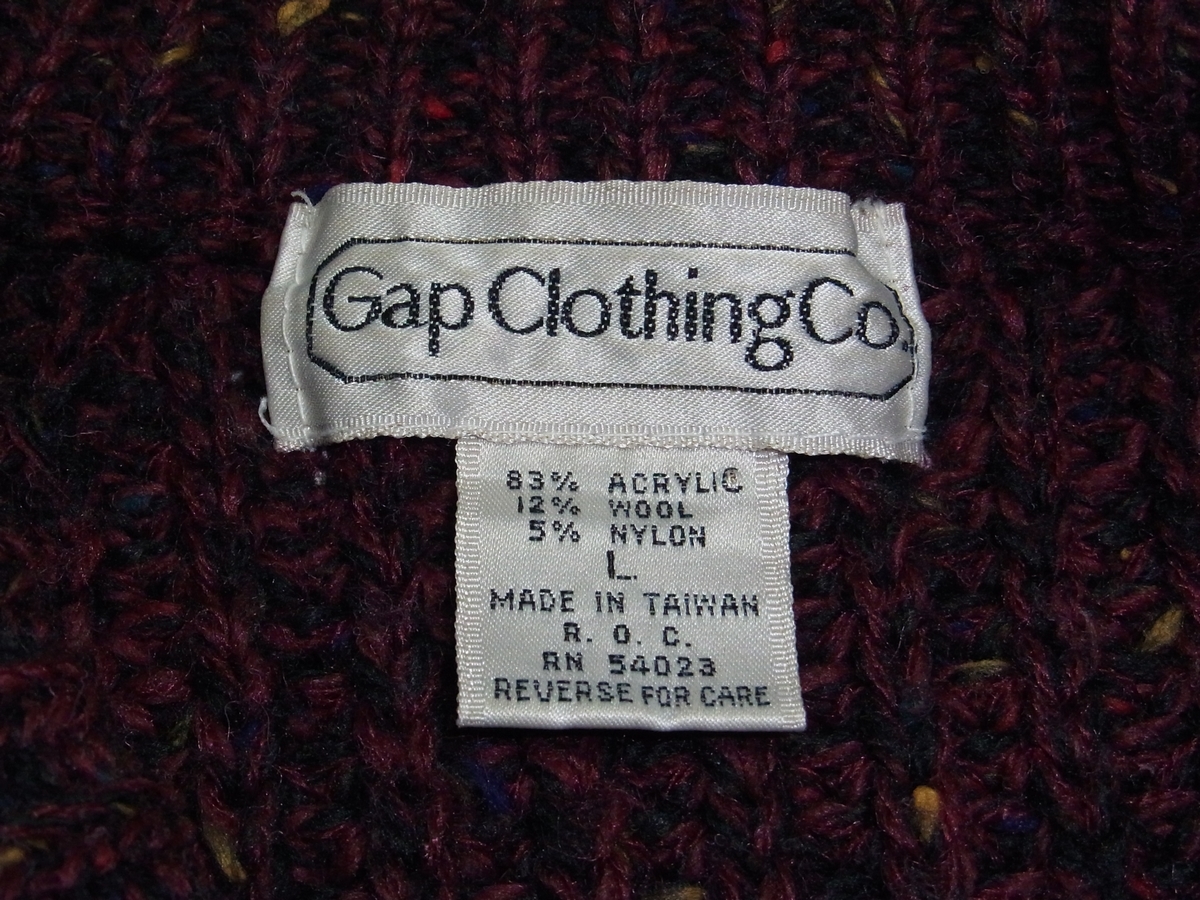 Gap Clothing Co.
83% ACRYLIC
12% WOOL
5% NYLON
L
MADE IN TAIWAN
R. O. C.
RN 54023
REVERSE FOR CARE